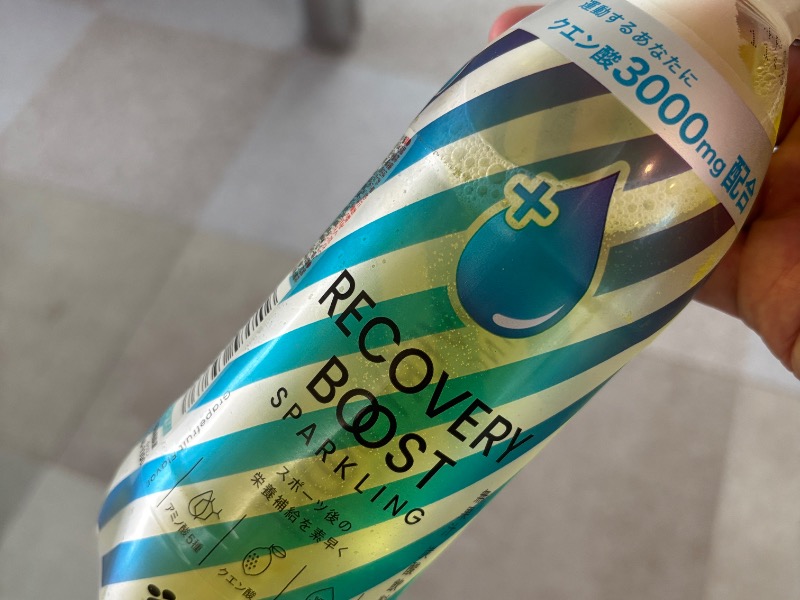 運動するあなたに
クエン酸3000mg配合
RECOVERY
BOOST
SPARKLING
スポーツ後の
栄養補給を素早く
Grapefruit flavor
アミノ酸5種
クエン酸